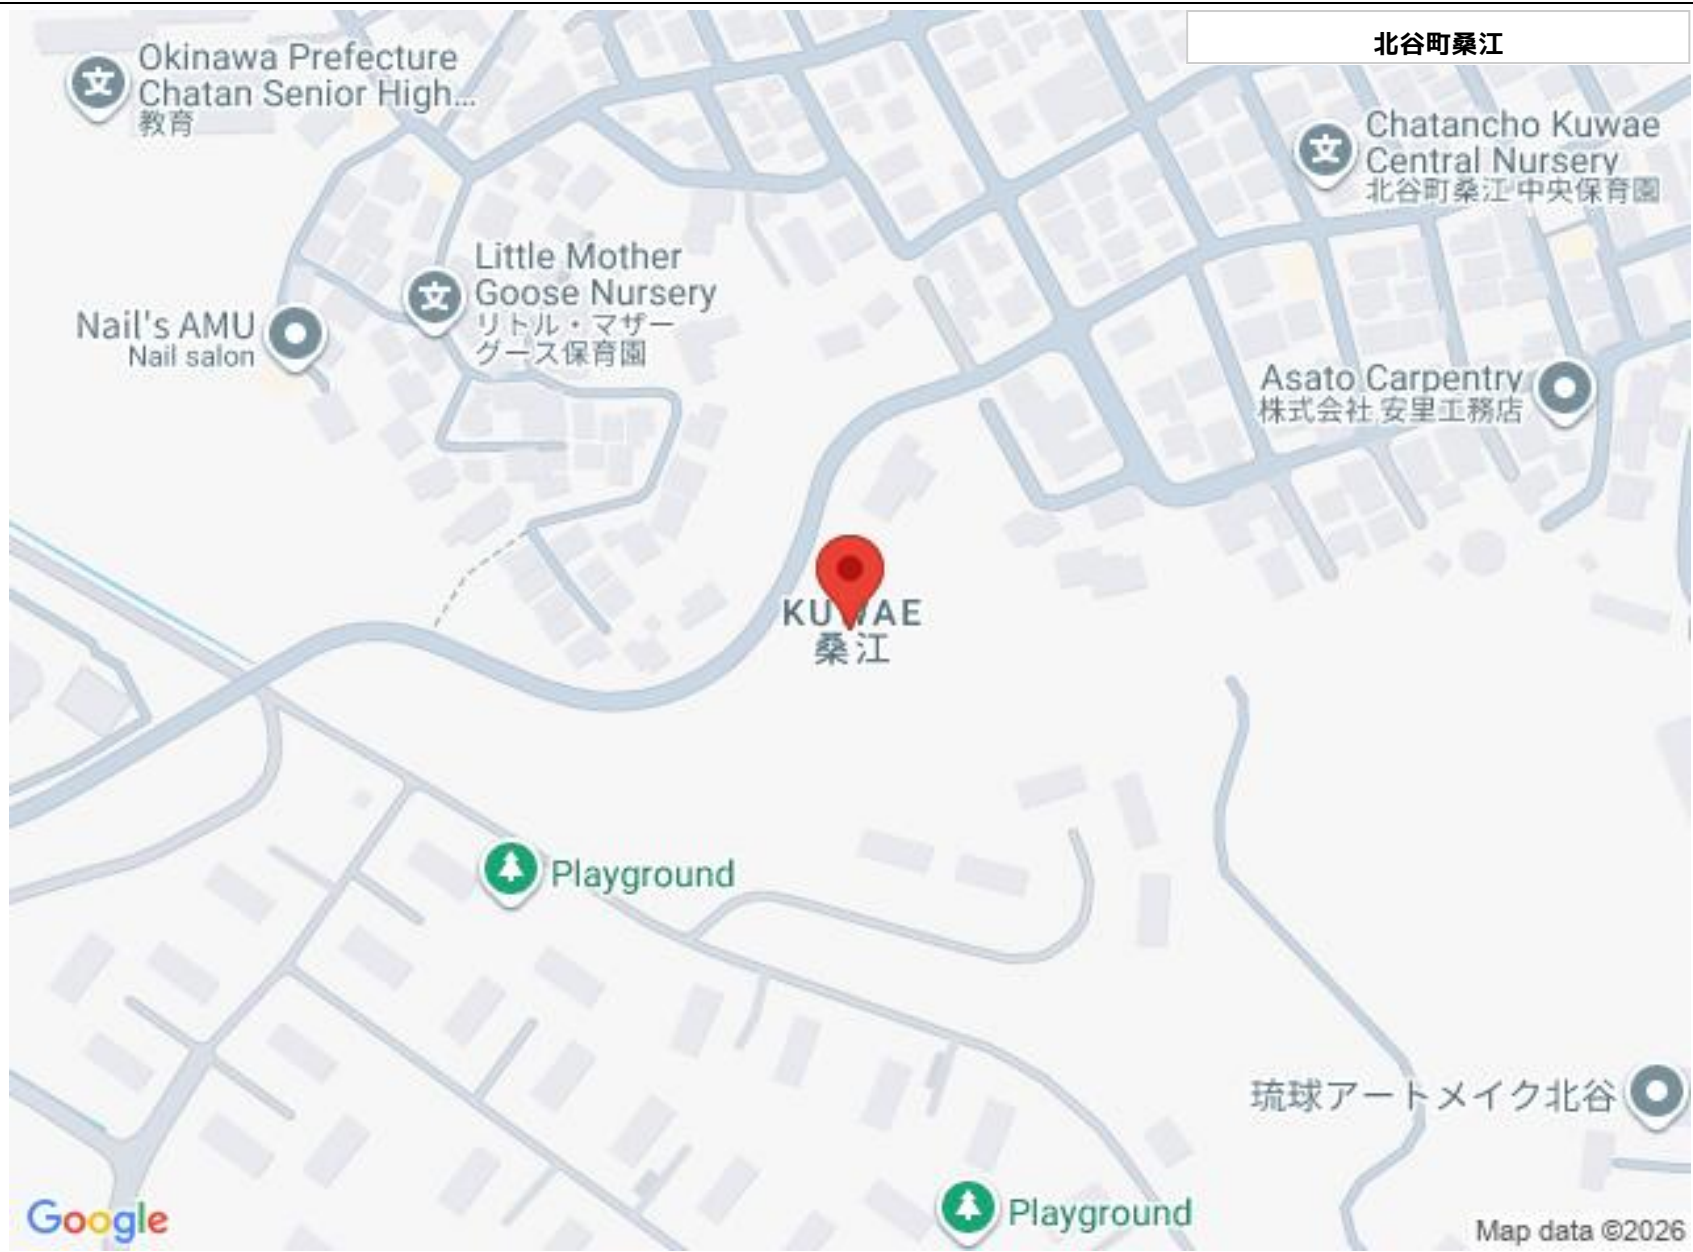 北谷町桑江
Okinawa Prefecture
Chatan Senior High...
教育
Chatancho Kuwae
Central Nursery
北谷町桑江 中央保育園
Little Mother
Goose Nursery
リトル・マザー
グース保育園
Nail's AMU
Nail salon
Asato Carpentry
株式会社 安里工務店
KUWAE
桑江
Playground
琉球アートメイク北谷
Playground
Google
Map data ©2026